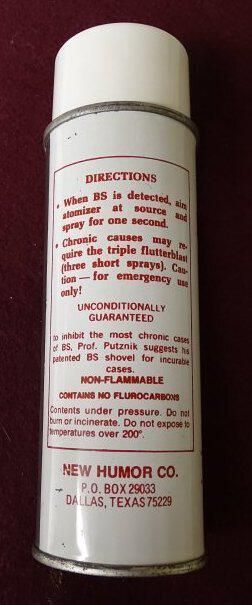 DIRECTIONS
• When BS is detected, aim
atomizer at source and
spray for one second.
• Chronic causes may re-
quire the triple flutterblast
(three short sprays). Cau-
tion—for emergency use
only!
UNCONDITIONALLY
GUARANTEED
to inhibit the most chronic cases
of BS, Prof. Putznik suggests his
patented BS shovel for incurable
cases.
NON-FLAMMABLE
CONTAINS NO FLUROCARBONS
Contents under pressure. Do not
burn or incinerate. Do not expose to
temperatures over 200°.
NEW HUMOR CO.
P.O. BOX 29033
DALLAS, TEXAS 75229